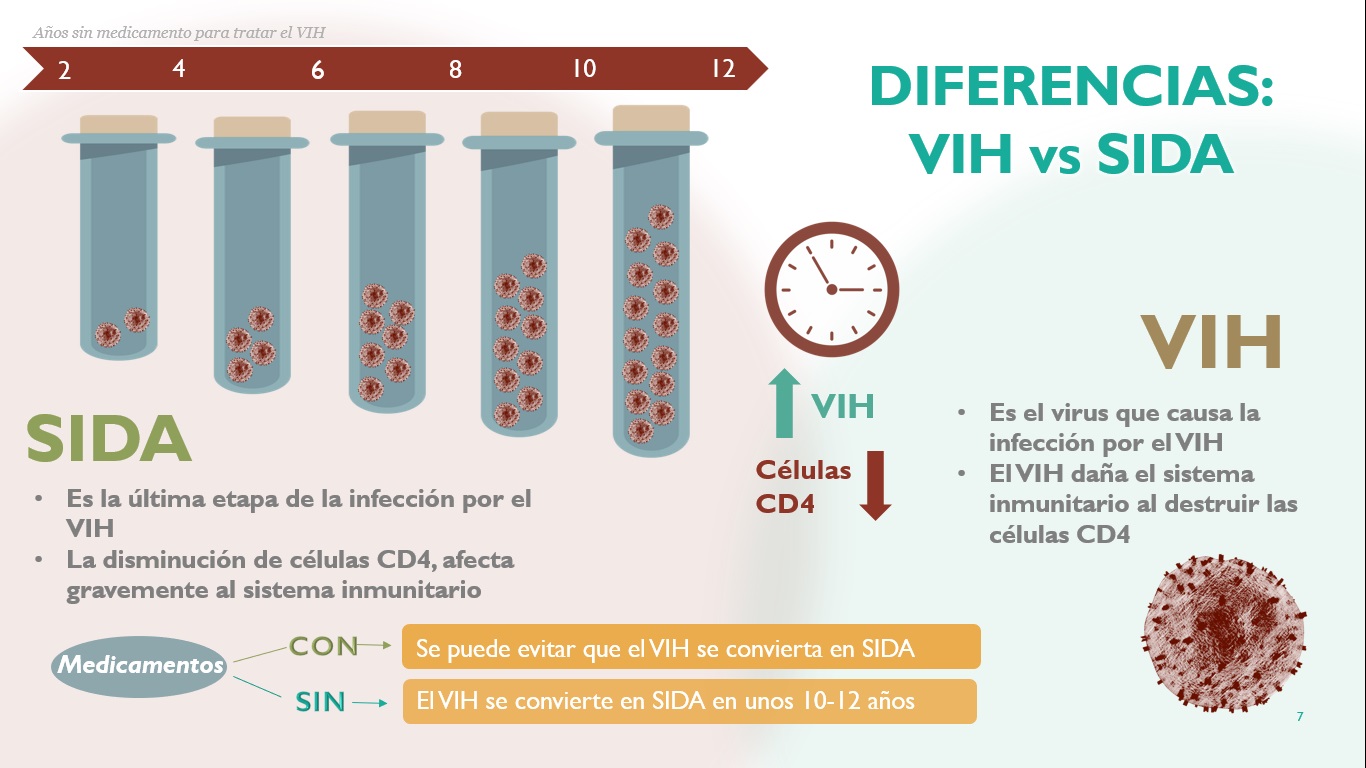 Años sin medicamento para tratar el VIH
2 4 6 8 10 12
DIFERENCIAS:
VIH vs SIDA
VIH
Células
CD4
VIH
• Es el virus que causa la
infección por el VIH
• El VIH daña el sistema
inmunitario al destruir las
células CD4
SIDA
• Es la última etapa de la infección por el
VIH
• La disminución de células CD4, afecta
gravemente al sistema inmunitario
Medicamentos
CON
Se puede evitar que el VIH se convierta en SIDA
SIN
El VIH se convierte en SIDA en unos 10-12 años
7